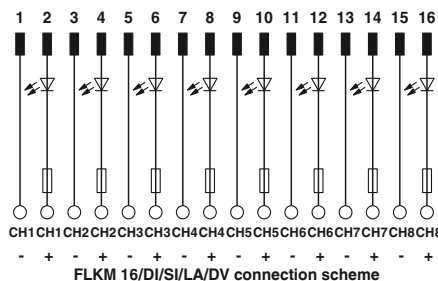 1 2 3 4 5 6 7 8 9 10 11 12 13 14 15 16
CH1 CH1 CH2 CH2 CH3 CH3 CH4 CH4 CH5 CH5 CH6 CH6 CH7 CH7 CH8 CH8
- + - + - + - + - + - + - + - +
FLKM 16/DI/SI/LA/DV connection scheme